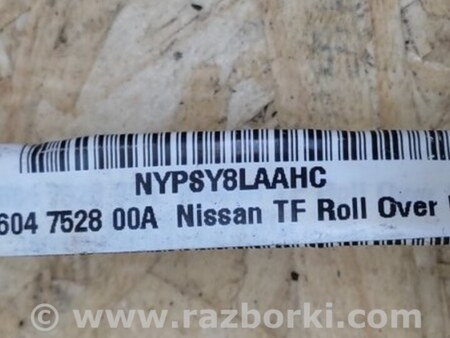 NYPSY8LAAHC
604 7528 00A Nissan TF Roll Over
© www.razborki.com